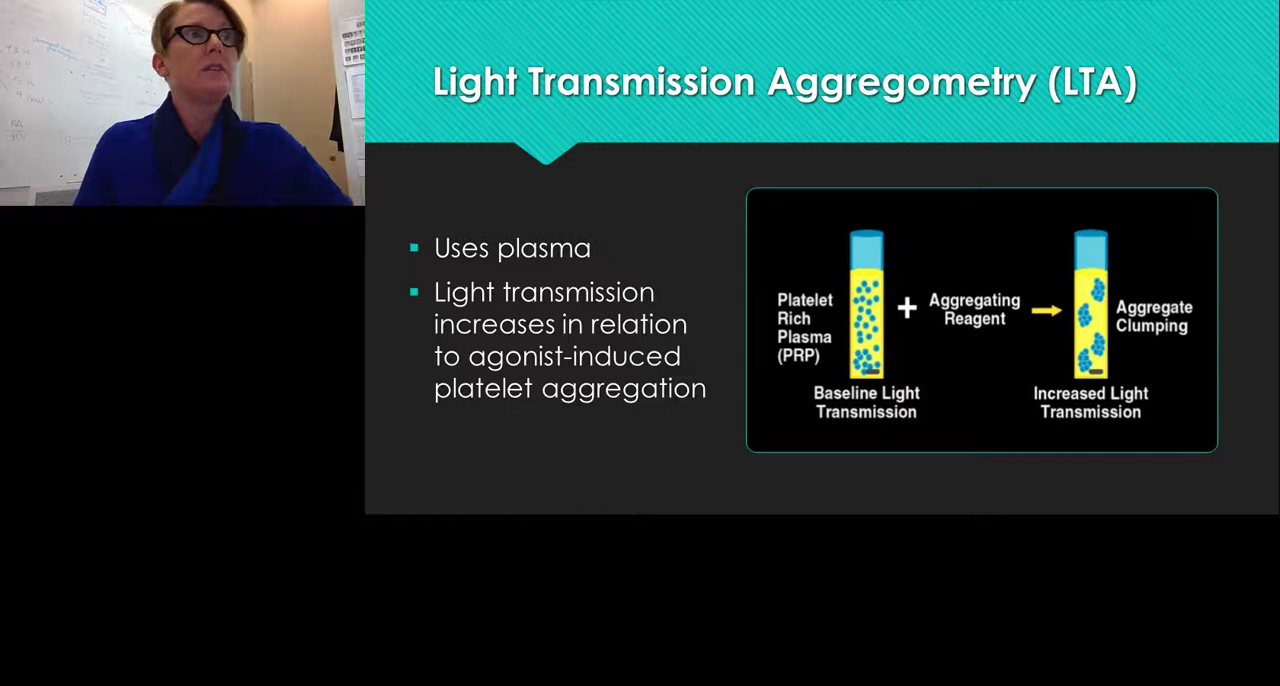 Light Transmission Aggregometry (LTA)
Uses plasma
Light transmission
increases in relation
to agonist-induced
platelet aggregation
Platelet
Rich
Plasma
(PRP)
+
Aggregating
Reagent
Aggregate
Clumping
Baseline Light
Transmission
Increased Light
Transmission